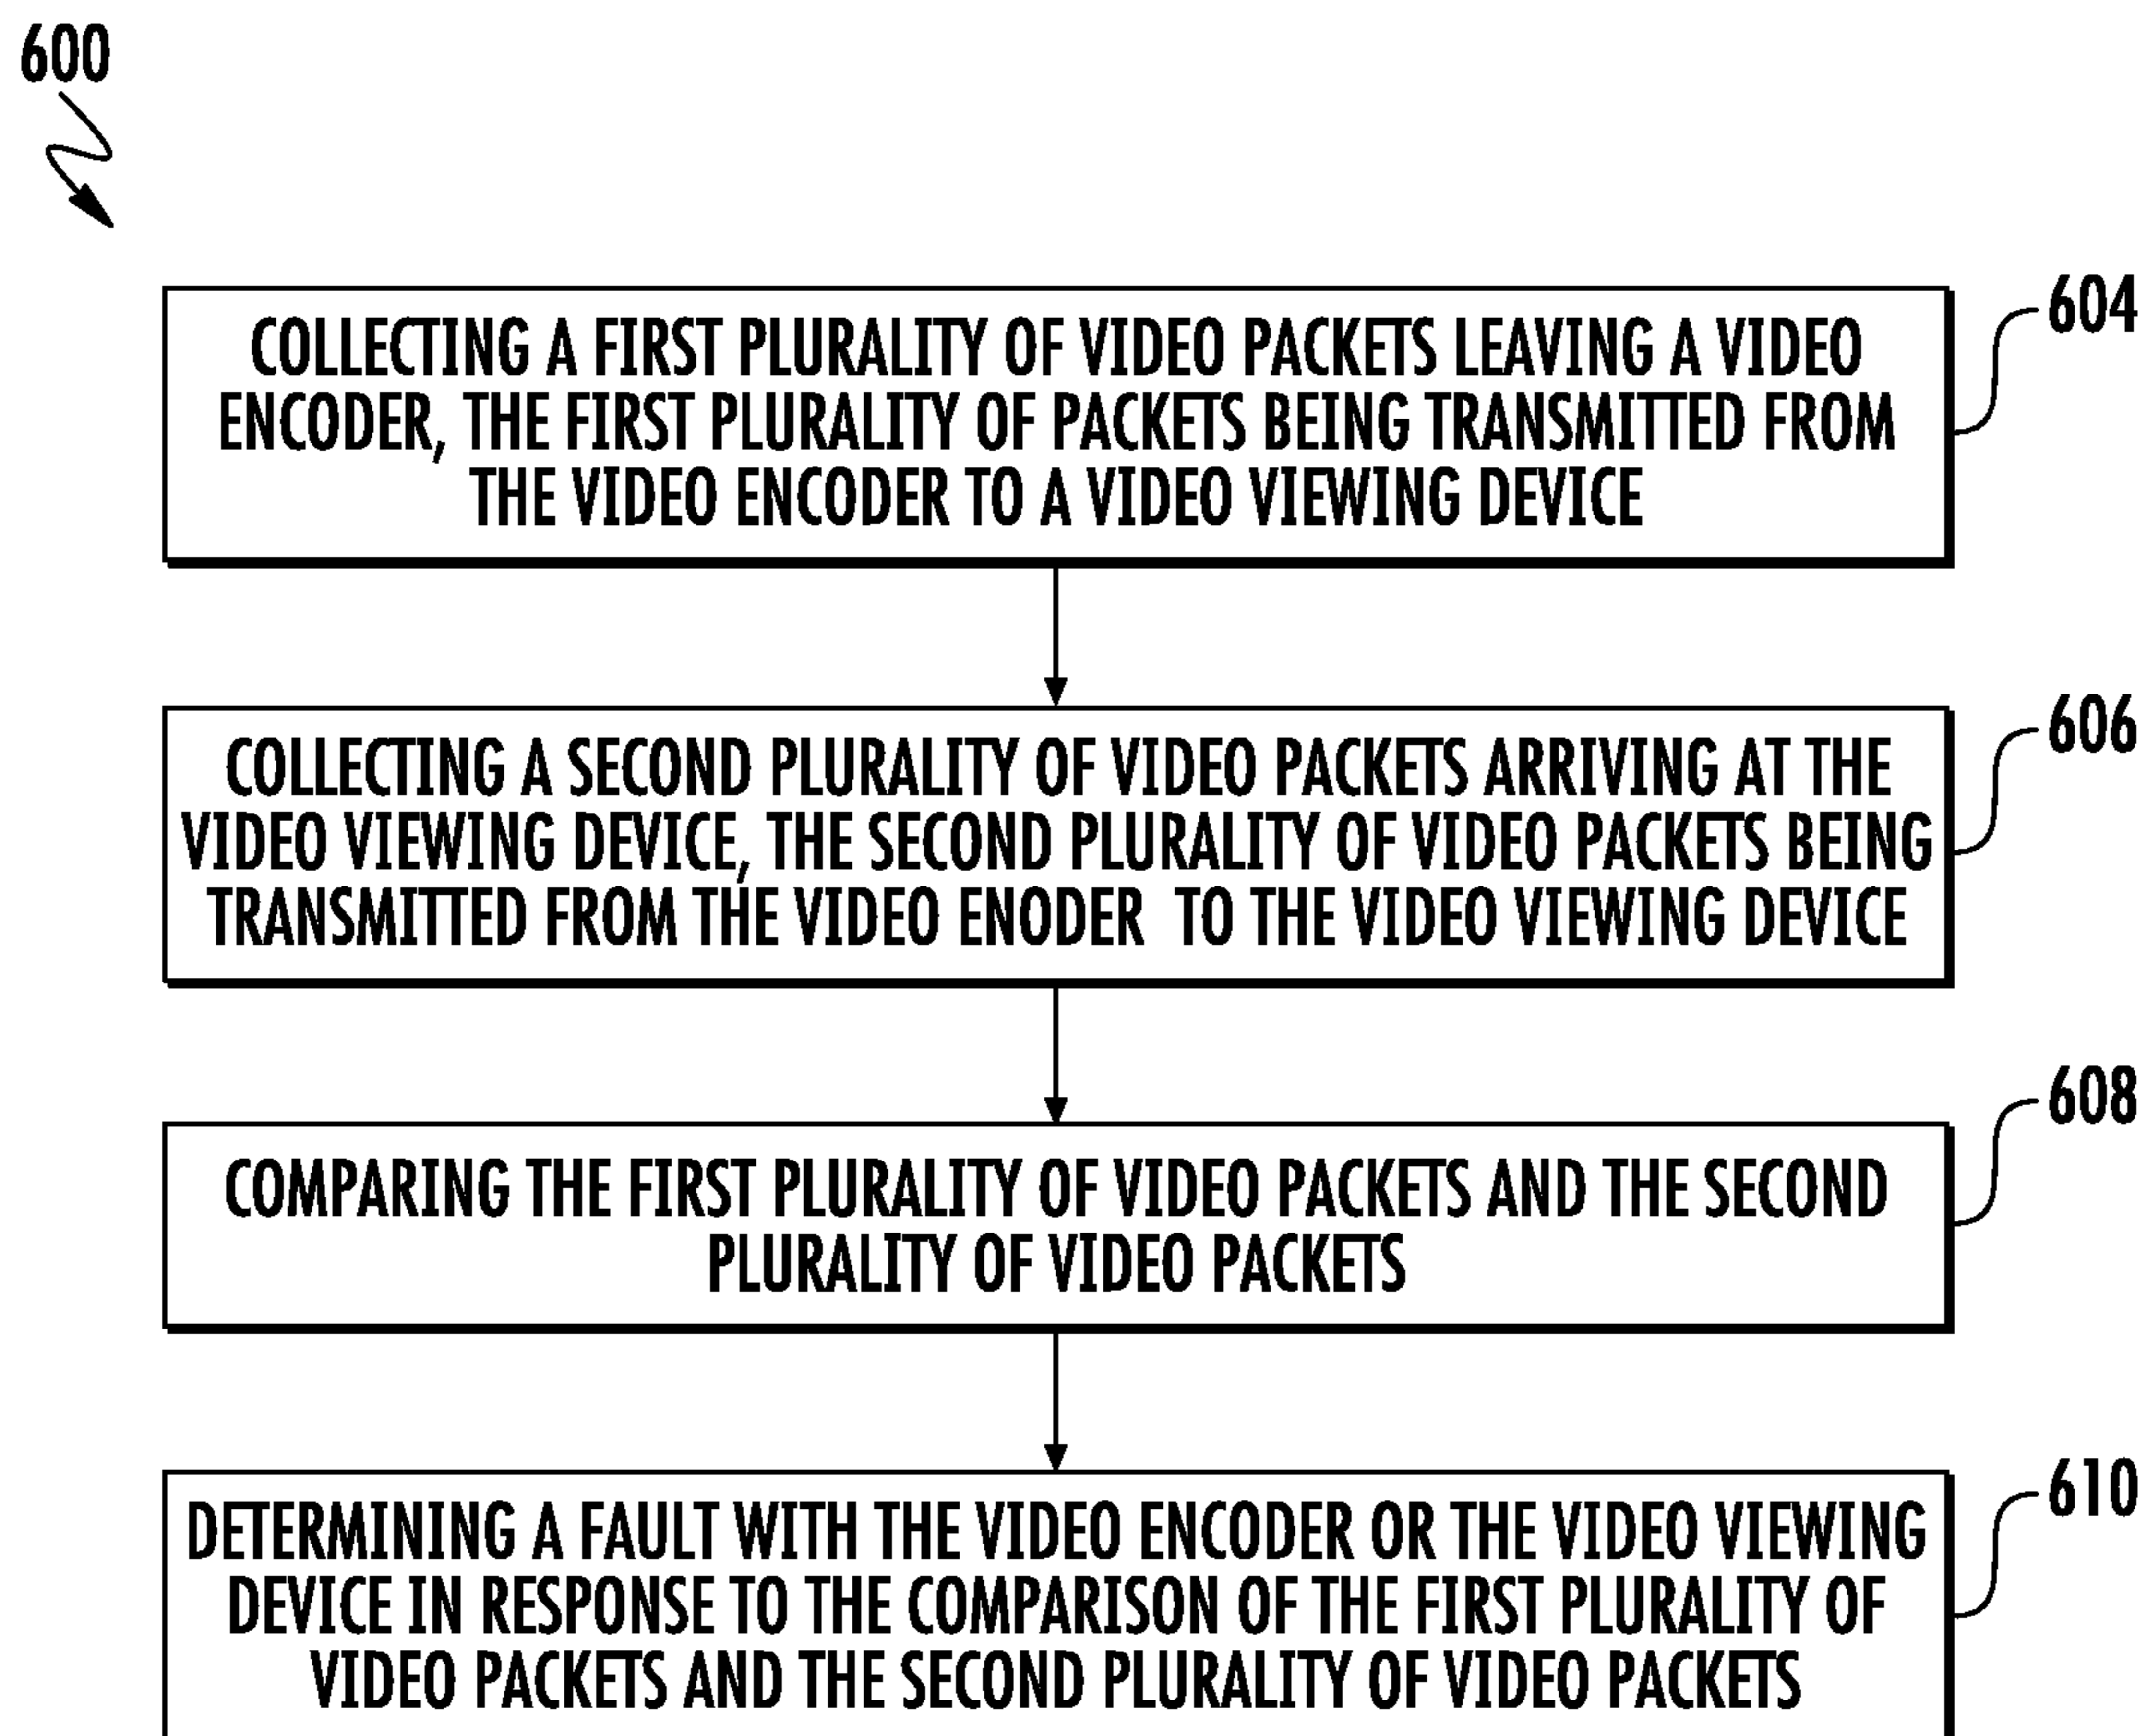 600
COLLECTING A FIRST PLURALITY OF VIDEO PACKETS LEAVING A VIDEO
ENCODER, THE FIRST PLURALITY OF PACKETS BEING TRANSMITTED FROM
THE VIDEO ENCODER TO A VIDEO VIEWING DEVICE
604
COLLECTING A SECOND PLURALITY OF VIDEO PACKETS ARRIVING AT THE
VIDEO VIEWING DEVICE, THE SECOND PLURALITY OF VIDEO PACKETS BEING
TRANSMITTED FROM THE VIDEO ENODER TO THE VIDEO VIEWING DEVICE
606
COMPARING THE FIRST PLURALITY OF VIDEO PACKETS AND THE SECOND
PLURALITY OF VIDEO PACKETS
608
DETERMINING A FAULT WITH THE VIDEO ENCODER OR THE VIDEO VIEWING
DEVICE IN RESPONSE TO THE COMPARISON OF THE FIRST PLURALITY OF
VIDEO PACKETS AND THE SECOND PLURALITY OF VIDEO PACKETS
610